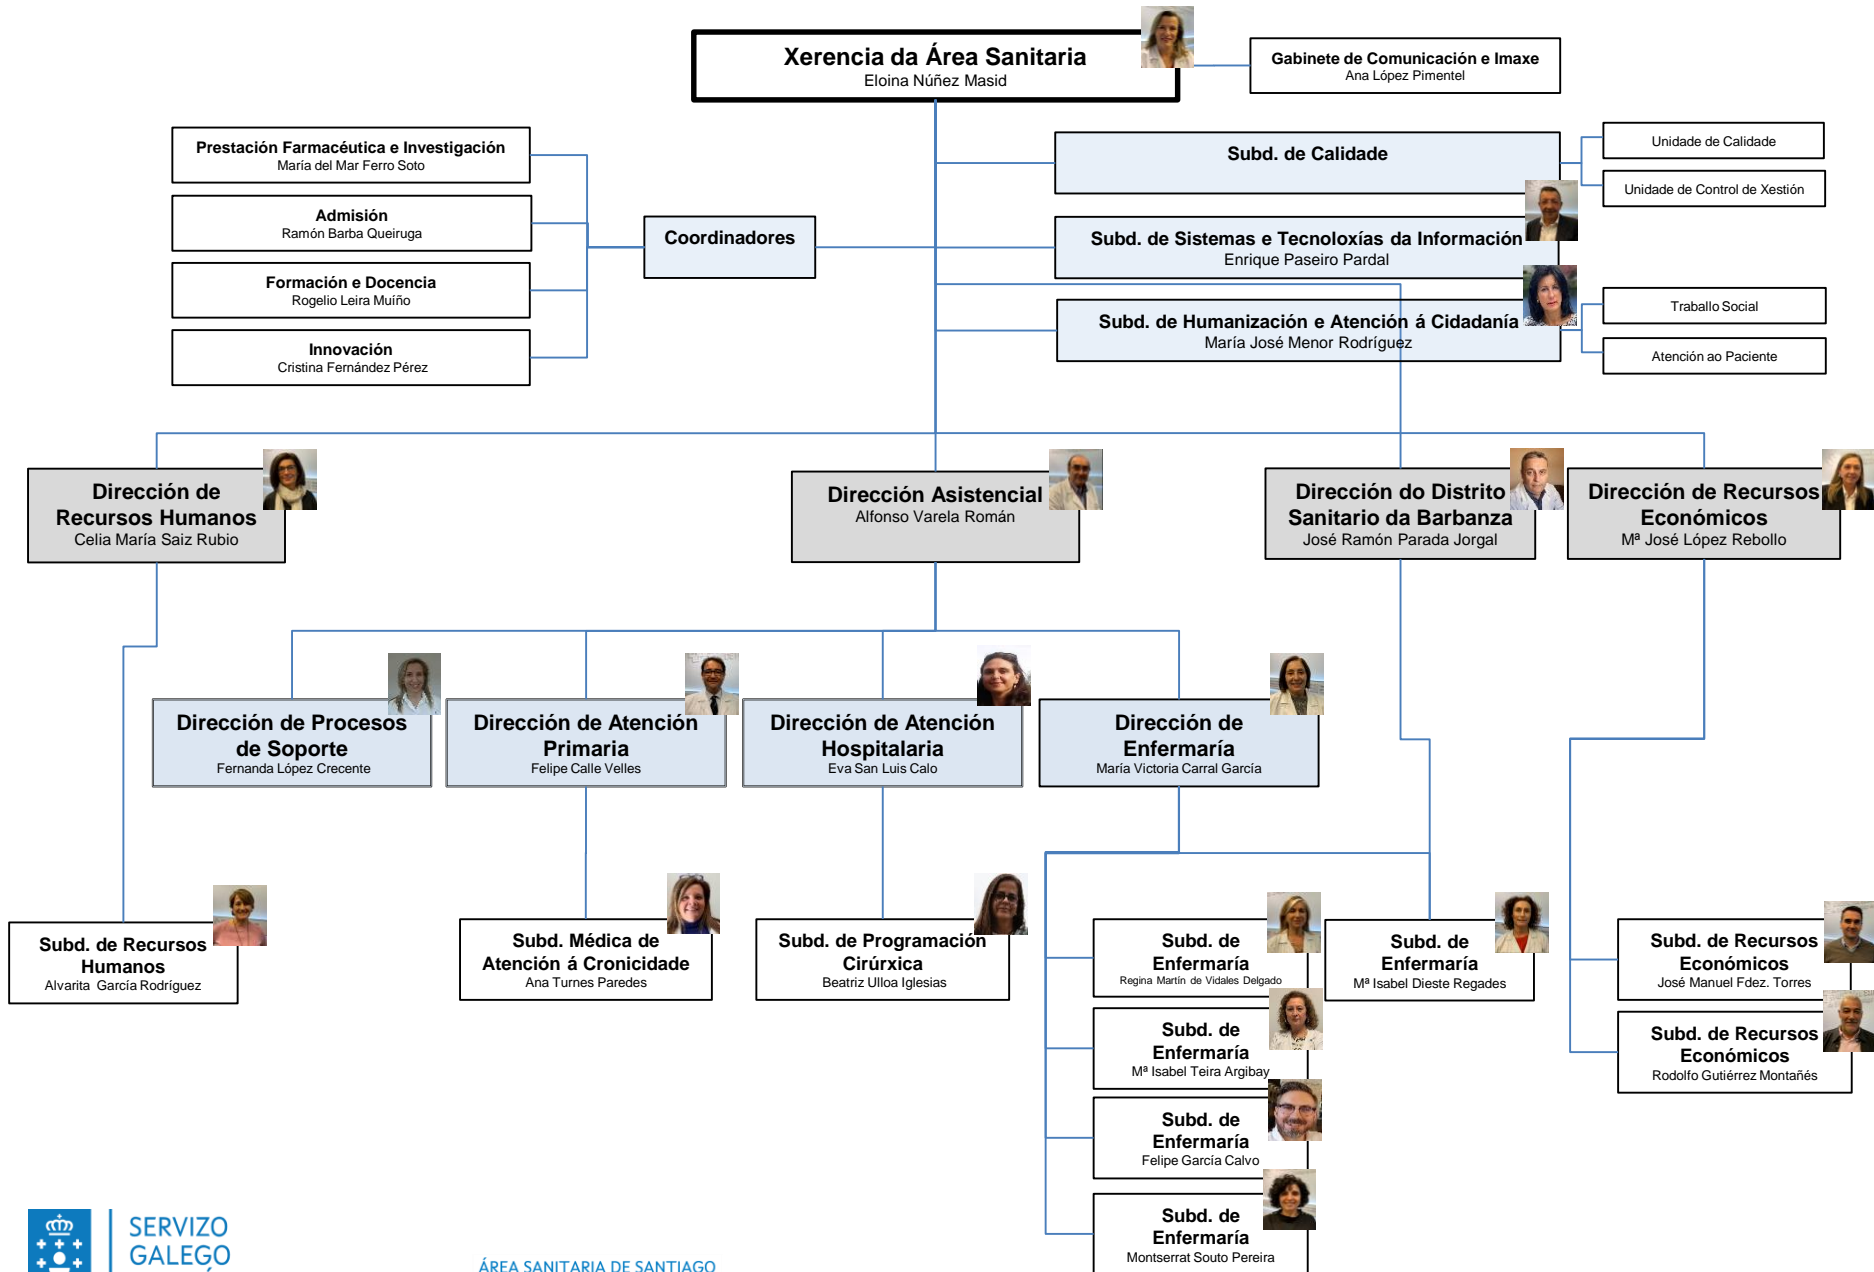 Xerencia da Área Sanitaria
Eloina Núñez Masid
Gabinete de Comunicación e Imaxe
Ana López Pimentel
Prestación Farmacéutica e Investigación
María del Mar Ferro Soto
Admisión
Ramón Barba Queiruga
Formación e Docencia
Rogelio Leira Muíño
Innovación
Cristina Fernández Pérez
Coordinadores
Subd. de Calidade
Unidade de Calidade
Unidade de Control de Xestión
Subd. de Sistemas e Tecnoloxías da Información
Enrique Paseiro Pardal
Subd. de Humanización e Atención á Cidadanía
María José Menor Rodríguez
Traballo Social
Atención ao Paciente
Dirección de
Recursos Humanos
Celia María Saiz Rubio
Dirección Asistencial
Alfonso Varela Román
Dirección do Distrito
Sanitario da Barbanza
José Ramón Parada Jorgal
Dirección de Recursos
Económicos
Mª José López Rebollo
Dirección de Procesos
de Soporte
Fernanda López Crecente
Dirección de Atención
Primaria
Felipe Calle Velles
Dirección de Atención
Hospitalaria
Eva San Luis Calo
Dirección de
Enfermaría
María Victoria Carral García
Subd. de Recursos
Humanos
Alvarita García Rodríguez
Subd. Médica de
Atención á Cronicidade
Ana Turnes Paredes
Subd. de Programación
Cirúrxica
Beatriz Ulloa Iglesias
Subd. de
Enfermaría
Regina Martín de Vidales Delgado
Subd. de
Enfermaría
Mª Isabel Dieste Regades
Subd. de Recursos
Económicos
José Manuel Fdez. Torres
Subd. de
Enfermaría
Mª Isabel Teira Argibay
Subd. de Recursos
Económicos
Rodolfo Gutiérrez Montañés
Subd. de
Enfermaría
Felipe García Calvo
Subd. de
Enfermaría
Montserrat Souto Pereira
SERVIZO
GALEGO
ÁREA SANITARIA DE SANTIAGO